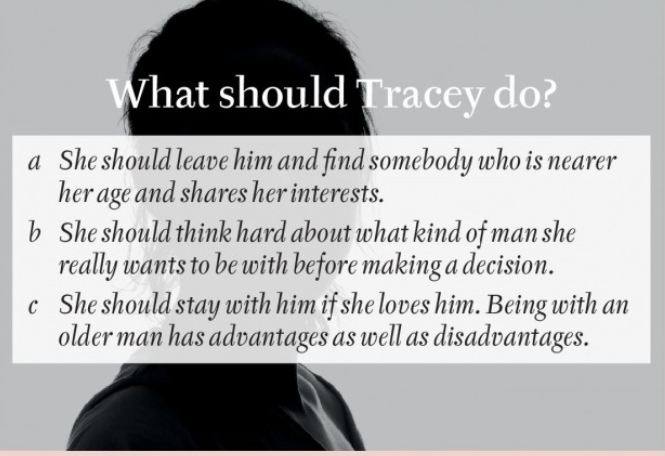 What should Tracey do?
a She should leave him and find somebody who is nearer
her age and shares her interests.
b She should think hard about what kind of man she
really wants to be with before making a decision.
c She should stay with him if she loves him. Being with an
older man has advantages as well as disadvantages.